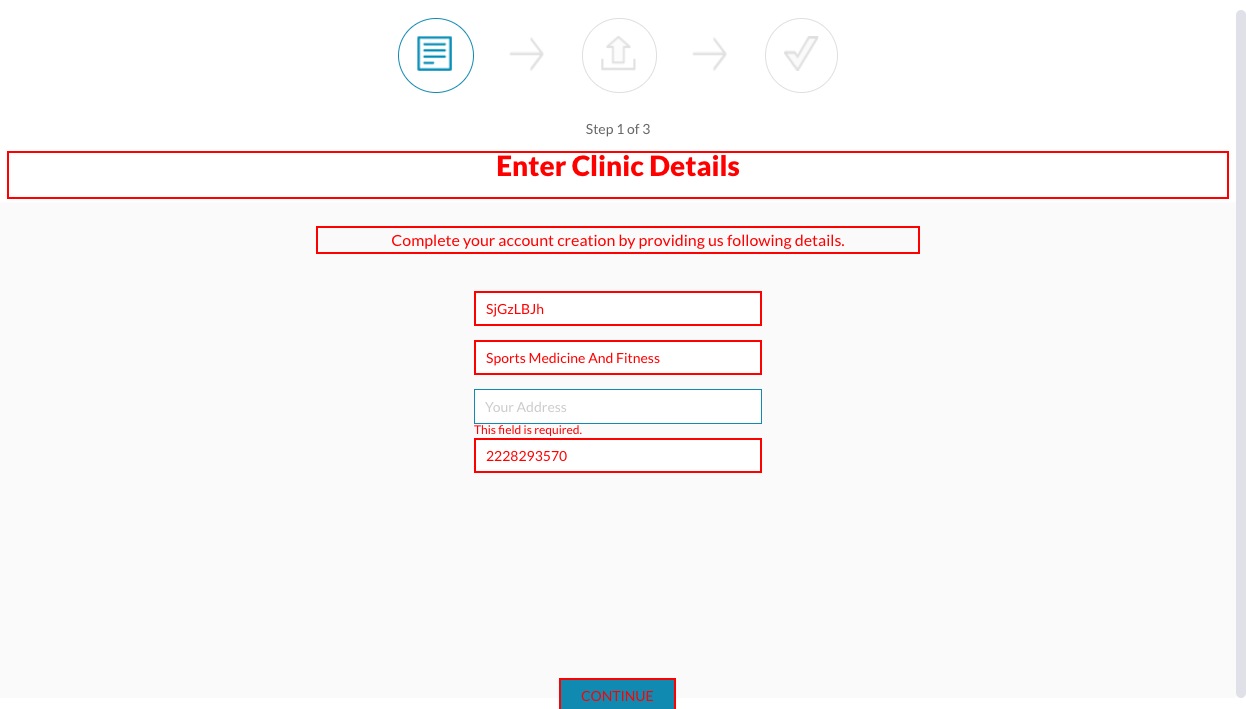 Step 1 of 3
Enter Clinic Details
Complete your account creation by providing us following details.
SjGzLBJh
Sports Medicine And Fitness
Your Address
This field is required.
2228293570
CONTINUE